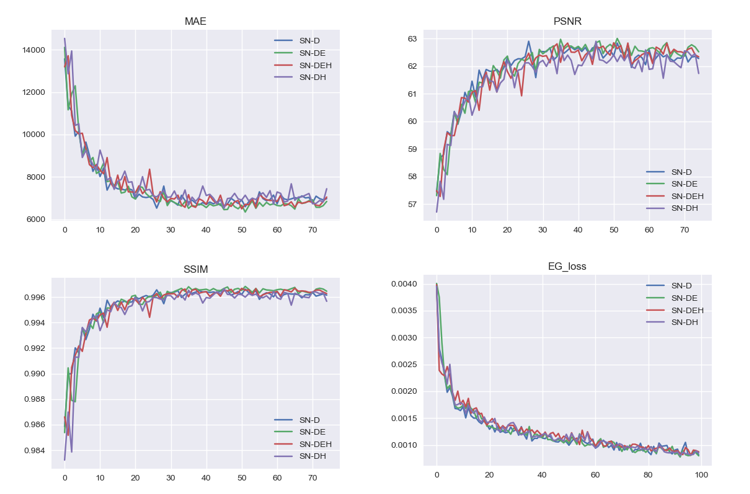 MAE
14000
12000
10000
8000
6000
0 10 20 30 40 50 60 70
SN-D
SN-DE
SN-DEH
SN-DH
PSNR
63
62
61
60
59
58
57
0 10 20 30 40 50 60 70
SN-D
SN-DE
SN-DEH
SN-DH
SSIM
0.996
0.994
0.992
0.990
0.988
0.986
0.984
0 10 20 30 40 50 60 70
SN-D
SN-DE
SN-DEH
SN-DH
EG_loss
0.0040
0.0035
0.0030
0.0025
0.0020
0.0015
0.0010
0 20 40 60 80 100
SN-D
SN-DE
SN-DEH
SN-DH